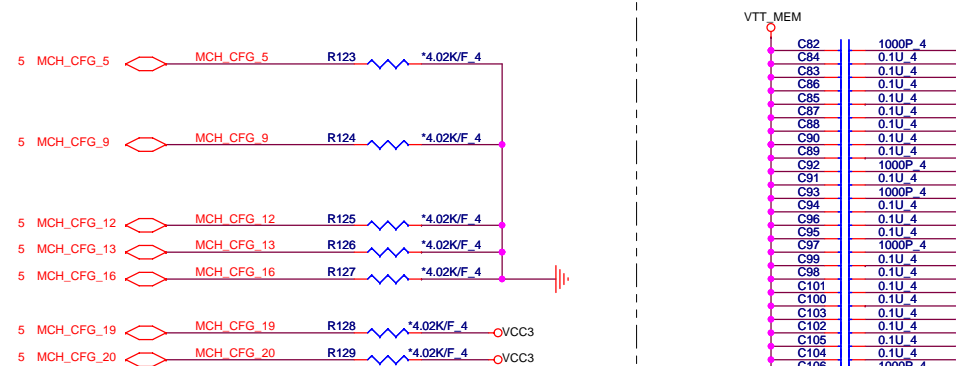 5 MCH_CFG_5 MCH_CFG_5 R123 *4.02K/F_4
5 MCH_CFG_9 MCH_CFG_9 R124 *4.02K/F_4
5 MCH_CFG_12 MCH_CFG_12 R125 *4.02K/F_4
5 MCH_CFG_13 MCH_CFG_13 R126 *4.02K/F_4
5 MCH_CFG_16 MCH_CFG_16 R127 *4.02K/F_4
5 MCH_CFG_19 MCH_CFG_19 R128 *4.02K/F_4 VCC3
5 MCH_CFG_20 MCH_CFG_20 R129 *4.02K/F_4 VCC3
VTT_MEM
C82 1000P_4
C84 0.1U_4
C83 0.1U_4
C86 0.1U_4
C85 0.1U_4
C87 0.1U_4
C88 0.1U_4
C90 0.1U_4
C89 0.1U_4
C92 1000P_4
C91 0.1U_4
C93 1000P_4
C94 0.1U_4
C96 0.1U_4
C95 0.1U_4
C97 1000P_4
C99 0.1U_4
C98 0.1U_4
C101 0.1U_4
C100 0.1U_4
C103 0.1U_4
C102 0.1U_4
C105 0.1U_4
C104 0.1U_4
C106 1000P_4